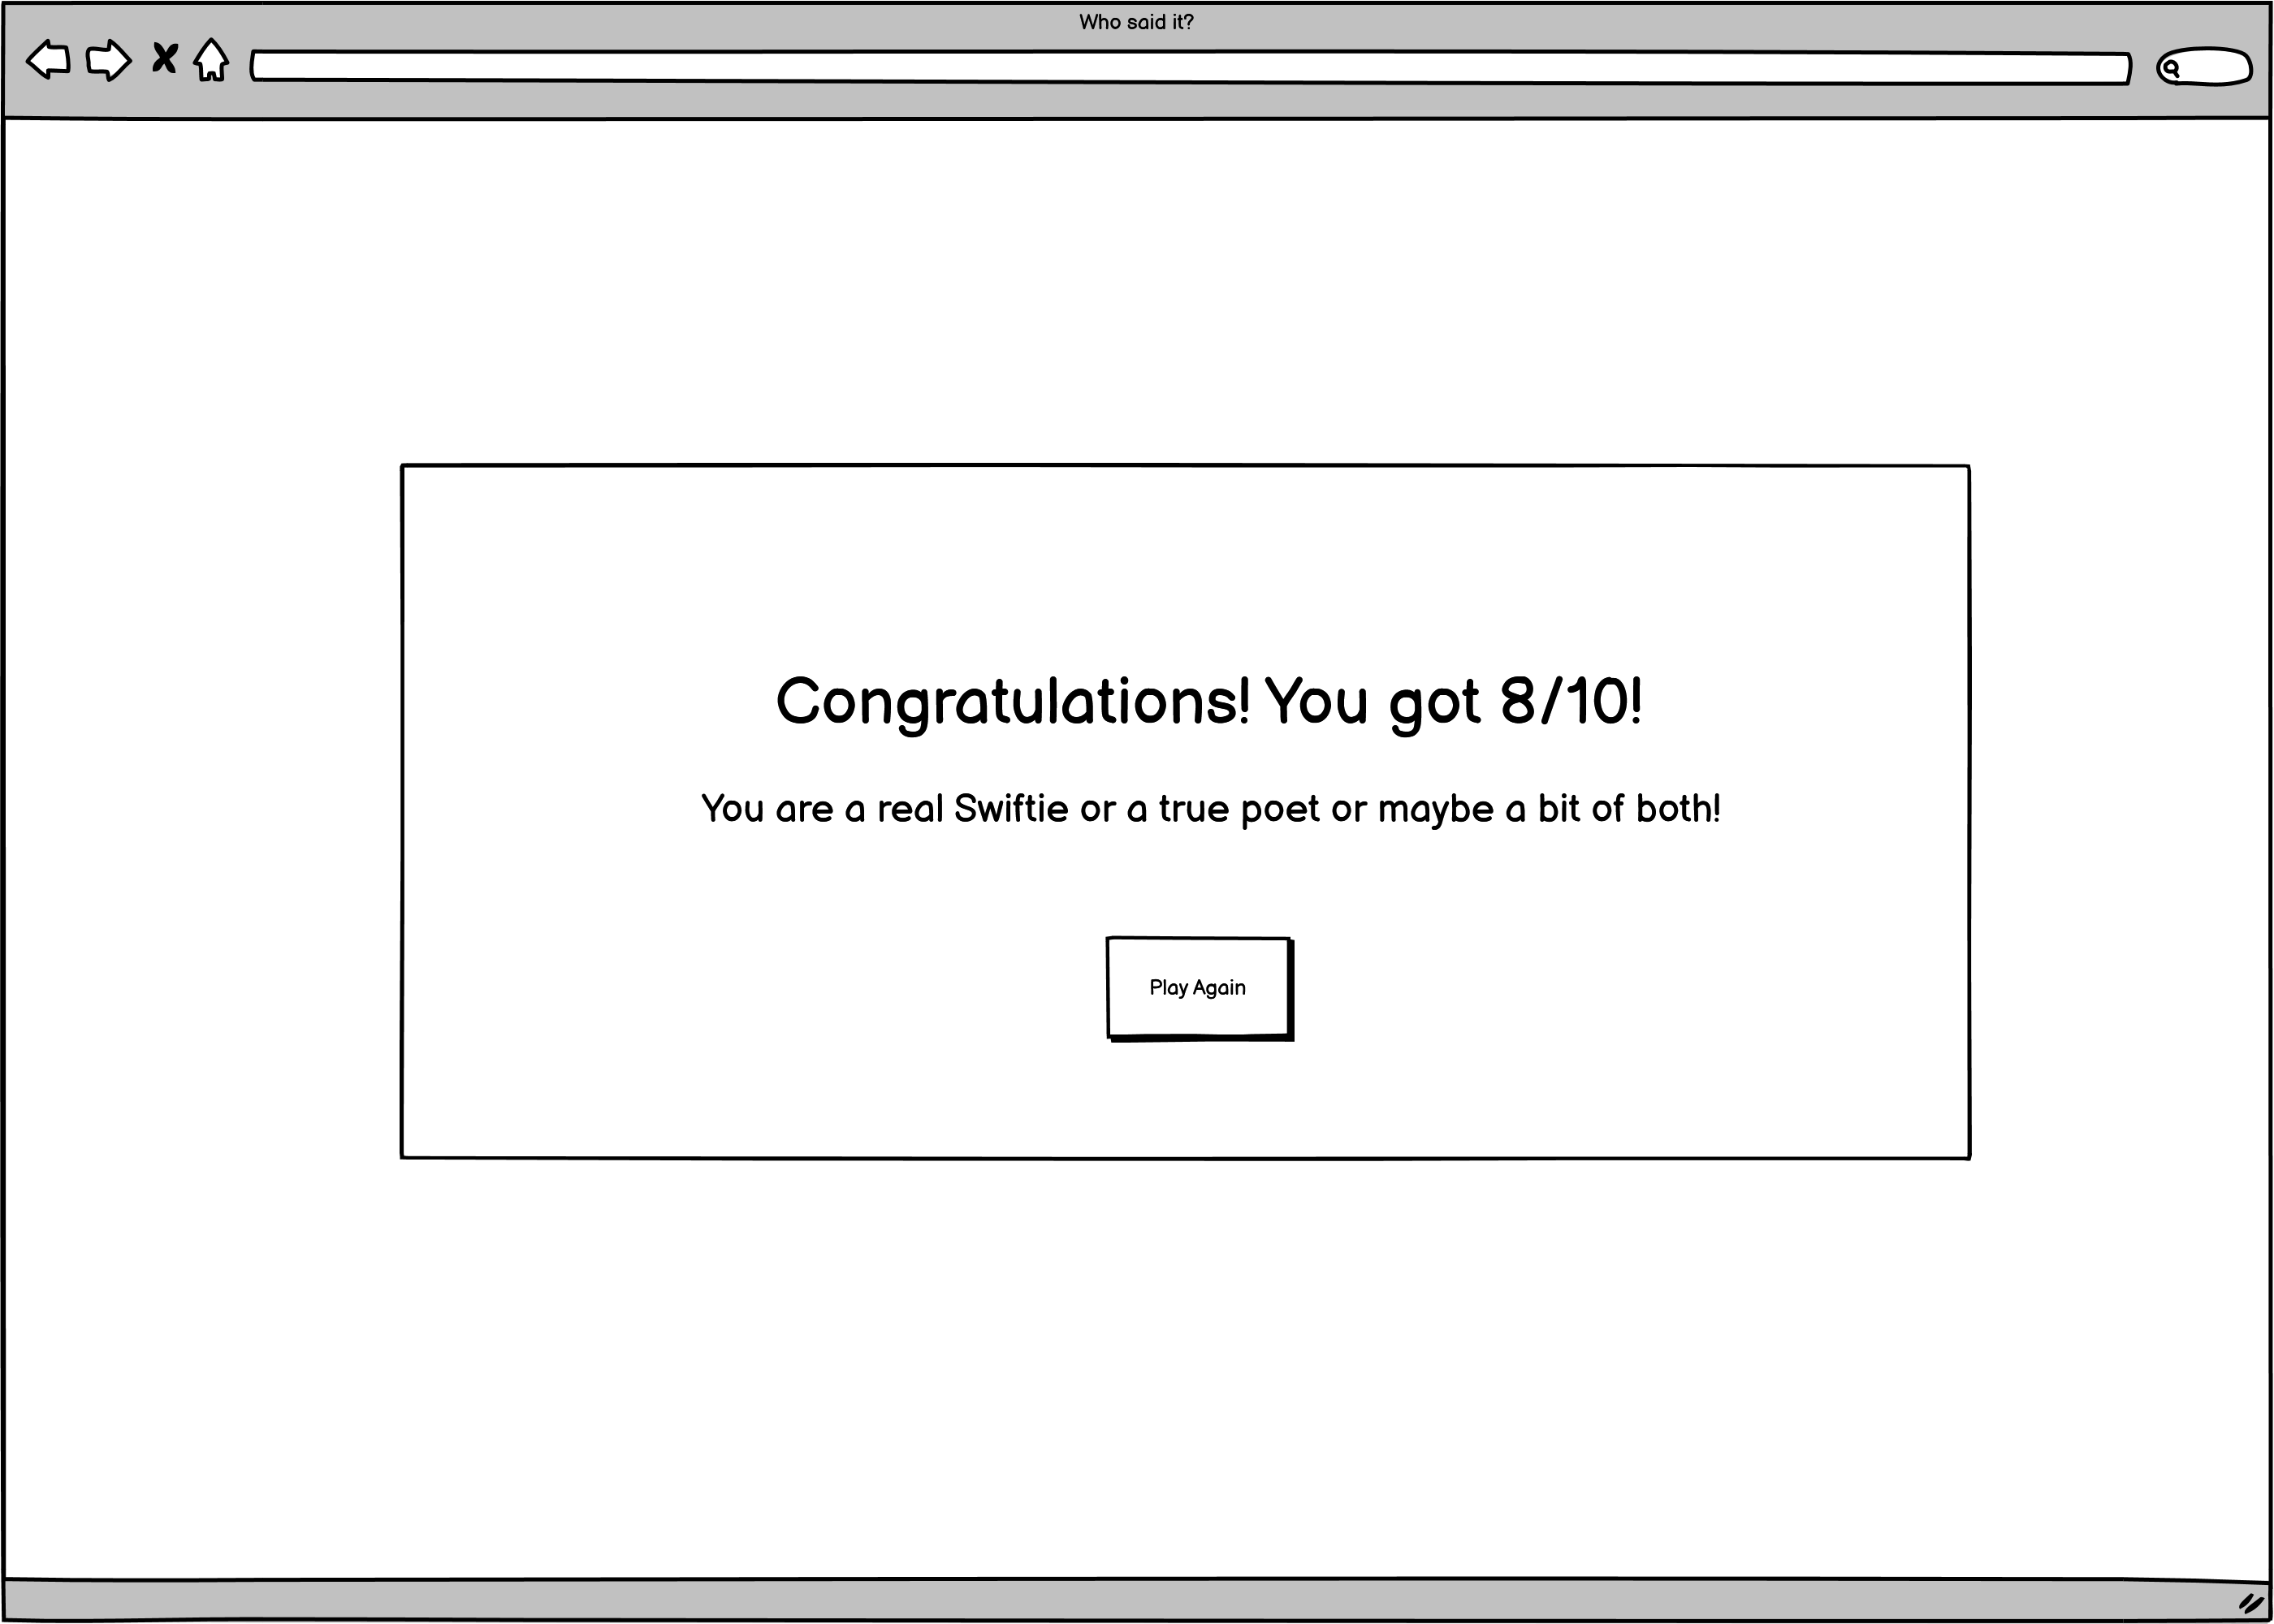 Who said it?
Congratulations! You got 8/10!
You are a real Swiftie or a true poet or maybe a bit of both!
Play Again